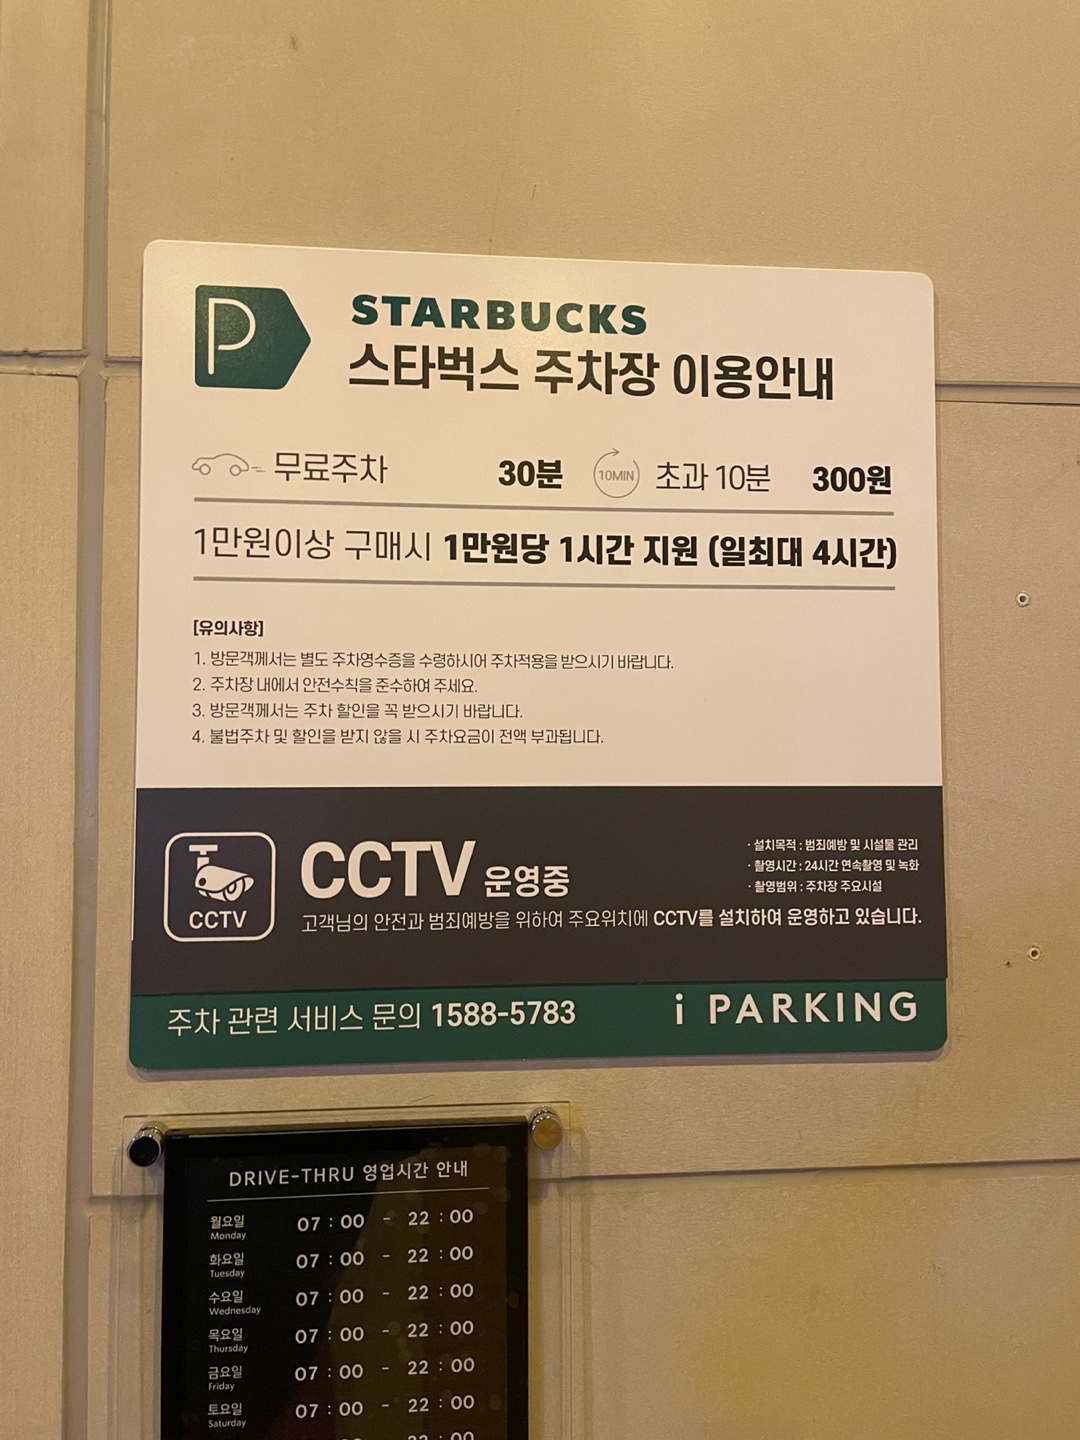 P
STARBUCKS
스타벅스 주차장 이용안내
무료주차 30분 10MIN 초과 10분 300원
1만원이상 구매시 1만원당 1시간 지원 (일최대 4시간)
[유의사항]
1. 방문객께서는 별도 주차영수증을 수령하시어 주차적용을 받으시기 바랍니다.
2. 주차장 내에서 안전수칙을 준수하여 주세요.
3. 방문객께서는 주차 할인을 꼭 받으시기 바랍니다.
4. 불법주차 및 할인을 받지 않을 시 주차요금이 전액 부과됩니다.
CCTV
CCTV 운영중
· 설치목적 : 범죄예방 및 시설물 관리
· 촬영시간 : 24시간 연속촬영 및 녹화
· 촬영범위 : 주차장 주요시설
고객님의 안전과 범죄예방을 위하여 주요위치에 CCTV를 설치하여 운영하고 있습니다.
주차 관련 서비스 문의 1588-5783
i PARKING
DRIVE-THRU 영업시간 안내
월요일 07 : 00 - 22 : 00
Monday
화요일 07 : 00 - 22 : 00
Tuesday
수요일 07 : 00 - 22 : 00
Wednesday
목요일 07 : 00 - 22 : 00
Thursday
금요일 07 : 00 - 22 : 00
Friday
토요일 07 : 00 - 22 : 00
Saturday